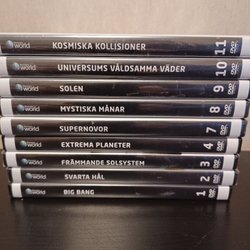 world KOSMISKA KOLLISIONER 11 DVD
world UNIVERSUMS VÅLDSAMMA VÄDER 10 DVD
world SOLEN 9 DVD
world MYSTISKA MÅNAR 8 DVD
world SUPERNOVOR 7 DVD
world EXTREMA PLANETER 4 DVD
world FRÄMMANDE SOLSYSTEM 3 DVD
world SVARTA HÅL 2 DVD
world BIG BANG 1 DVD